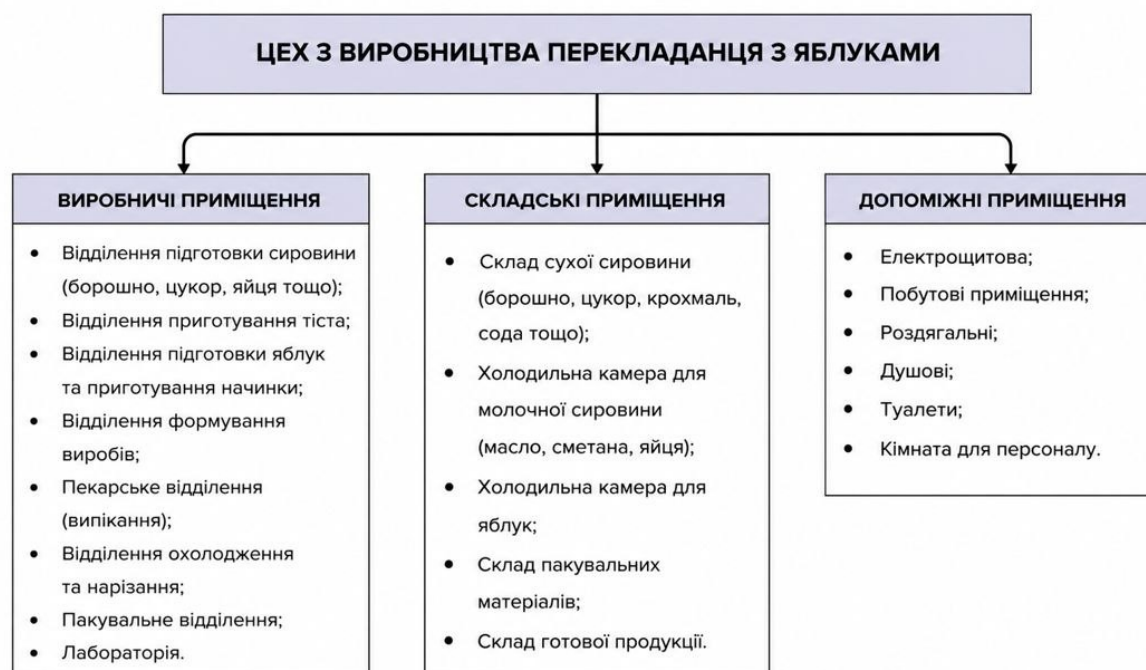 ЦЕХ З ВИРОБНИЦТВА ПЕРЕКЛАДАНЦЯ З ЯБЛУКАМИ
ВИРОБНИЧІ ПРИМІЩЕННЯ
• Відділення підготовки сировини
(борошно, цукор, яйця тощо);
• Відділення приготування тіста;
• Відділення підготовки яблук
та приготування начинки;
• Відділення формування
виробів;
• Пекарське відділення
(випікання);
• Відділення охолодження
та нарізання;
• Пакувальне відділення;
• Лабораторія.
СКЛАДСЬКІ ПРИМІЩЕННЯ
• Склад сухої сировини
(борошно, цукор, крохмаль,
сода тощо);
• Холодильна камера для
молочної сировини
(масло, сметана, яйця);
• Холодильна камера для
яблук;
• Склад пакувальних
матеріалів;
• Склад готової продукції.
ДОПОМІЖНІ ПРИМІЩЕННЯ
• Електрощитова;
• Побутові приміщення;
• Роздягальні;
• Душові;
• Туалети;
• Кімната для персоналу.